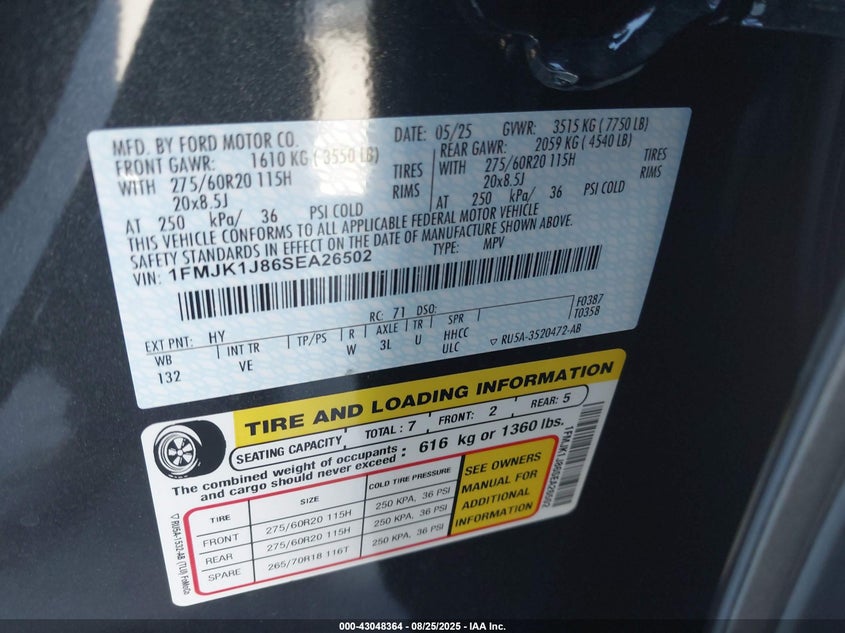 MFD. BY FORD MOTOR CO.
DATE: 05/25 GVWR: 3515 KG ( 7750 LB)
FRONT GAWR: 1610 KG ( 3550 LB)
REAR GAWR: 2059 KG ( 4540 LB)
WITH 275/60R20 115H TIRES
WITH 275/60R20 115H TIRES
20x8.5J RIMS
20x8.5J RIMS
AT 250 kPa/ 36 PSI COLD
AT 250 kPa/ 36 PSI COLD
THIS VEHICLE CONFORMS TO ALL APPLICABLE FEDERAL MOTOR VEHICLE
SAFETY STANDARDS IN EFFECT ON THE DATE OF MANUFACTURE SHOWN ABOVE.
VIN: 1FMJK1J86SEA26502
TYPE: MPV
EXT PNT: HY RC: 71 DSO: F0387
T0358
WB INT TR TP/PS R AXLE TR SPR
132 VE W 3L U HHCC
ULC
▽ RU5A-3520472-AB
TIRE AND LOADING INFORMATION
SEATING CAPACITY TOTAL: 7 FRONT: 2 REAR: 5
The combined weight of occupants
and cargo should never exceed : 616 kg or 1360 lbs.
TIRE SIZE COLD TIRE PRESSURE
FRONT 275/60R20 115H 250 KPA, 36 PSI
REAR 275/60R20 115H 250 KPA, 36 PSI
SPARE 265/70R18 116T 250 KPA, 36 PSI
SEE OWNERS
MANUAL FOR
ADDITIONAL
INFORMATION
1FMJK1J86SEA26502
▽ RU5A-1532-AB (TLU) FoMoCo
000-43048364 - 08/25/2025 - IAA Inc.